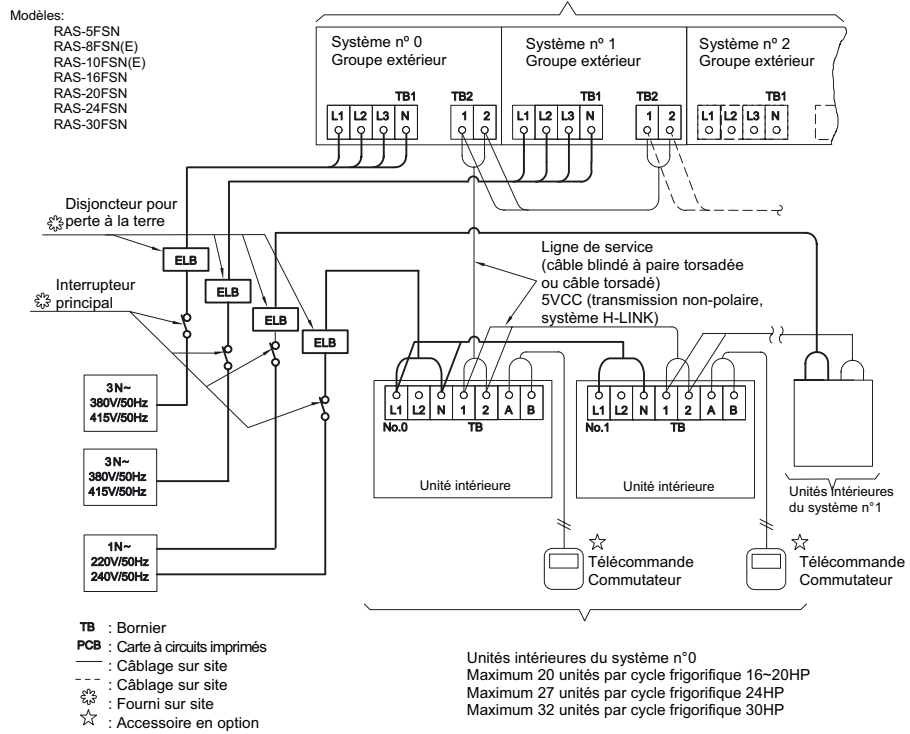 Modèles:
RAS-5FSN
RAS-8FSN(E)
RAS-10FSN(E)
RAS-16FSN
RAS-20FSN
RAS-24FSN
RAS-30FSN
Système nº 0
Groupe extérieur
TB1
L1 L2 L3 N
TB2
1 2
Système nº 1
Groupe extérieur
TB1
L1 L2 L3 N
TB2
1 2
Système nº 2
Groupe extérieur
TB1
L1 L2 L3 N
Disjoncteur pour
perte à la terre
ELB
ELB
ELB
ELB
Interrupteur
principal
Ligne de service
(câble blindé à paire torsadée
ou câble torsadé)
5VCC (transmission non-polaire,
système H-LINK)
3N~
380V/50Hz
415V/50Hz
3N~
380V/50Hz
415V/50Hz
1N~
220V/50Hz
240V/50Hz
L1 L2 N 1 2 A B
No.0 TB
Unité intérieure
L1 L2 N 1 2 A B
No.1 TB
Unité intérieure
Unités intérieures
du système n°1
Télécommande
Commutateur
Télécommande
Commutateur
TB : Bornier
PCB : Carte à circuits imprimés
: Câblage sur site
: Câblage sur site
: Fourni sur site
: Accessoire en option
Unités intérieures du système n°0
Maximum 20 unités par cycle frigorifique 16~20HP
Maximum 27 unités par cycle frigorifique 24HP
Maximum 32 unités par cycle frigorifique 30HP